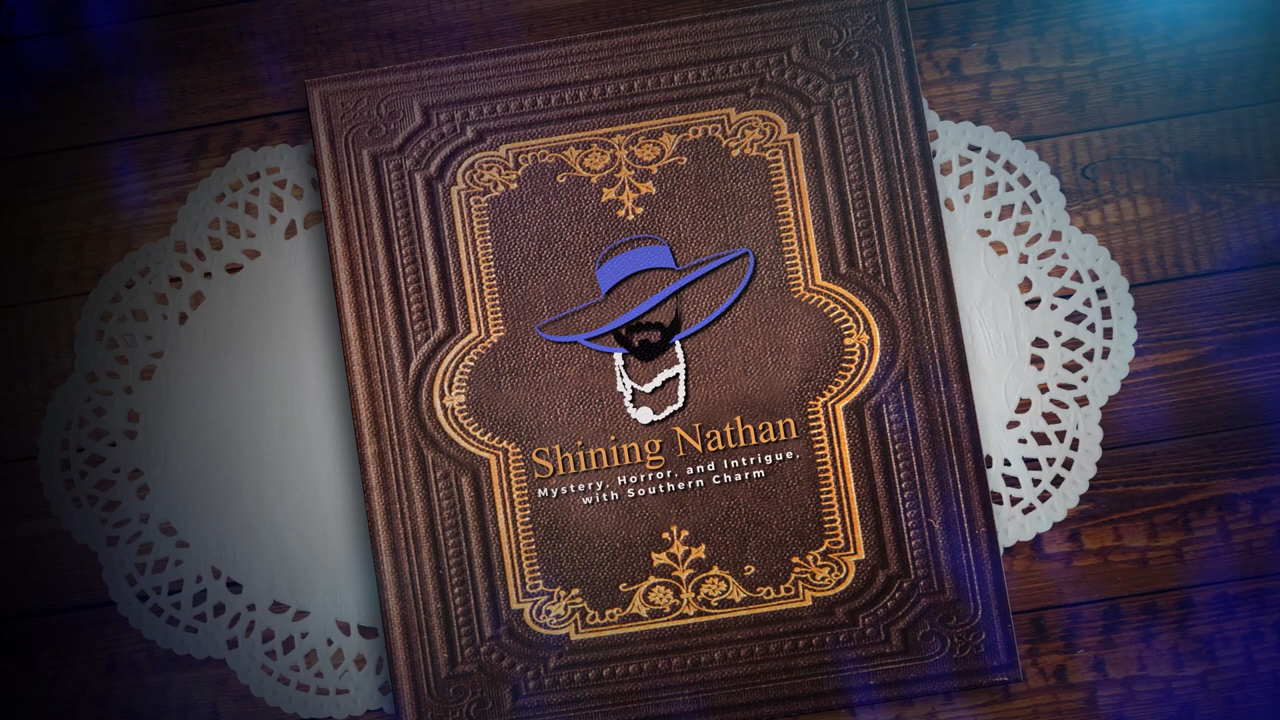 Shining Nathan
Mystery, Horror, and Intrigue,
with Southern Charm